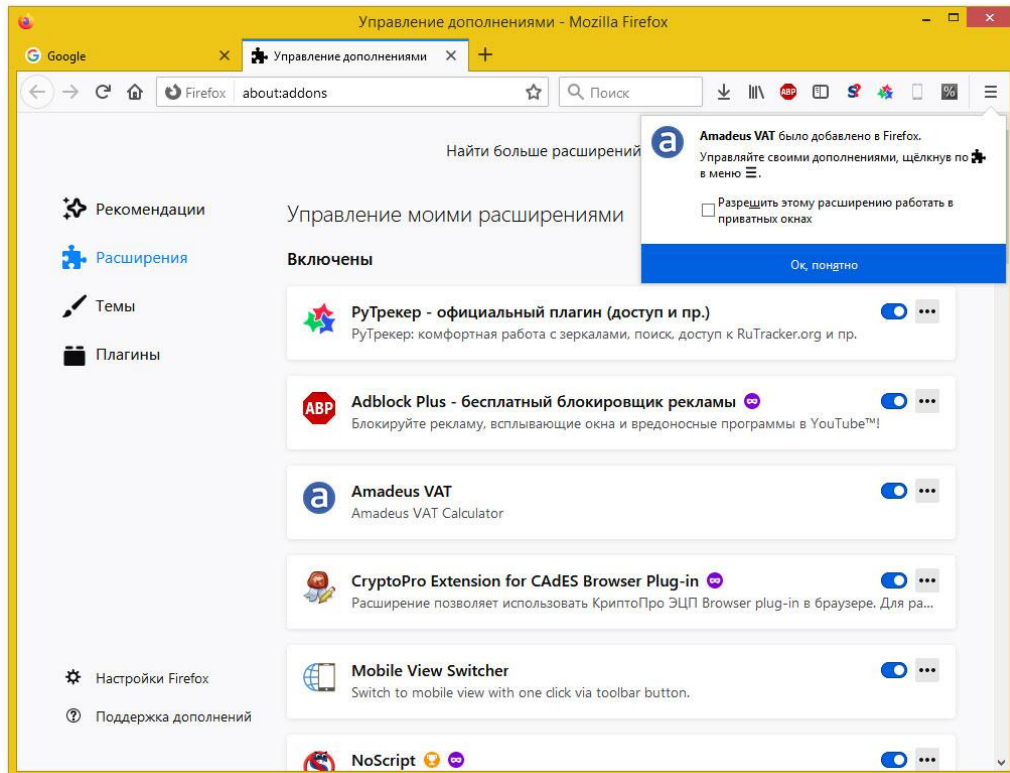 Управление дополнениями - Mozilla Firefox
Google
Управление дополнениями
Firefox about:addons
Поиск
ABP
Amadeus VAT было добавлено в Firefox.
Управляйте своими дополнениями, щёлкнув по
в меню ☰.
Разрешить этому расширению работать в
приватных окнах
Ок, понятно
Найти больше расширений
Рекомендации
Расширения
Темы
Плагины
Управление моими расширениями
Включены
РуТрекер - официальный плагин (доступ и пр.)
РуТрекер: комфортная работа с зеркалами, поиск, доступ к RuTracker.org и пр.
ABP
Adblock Plus - бесплатный блокировщик рекламы
Блокируйте рекламу, всплывающие окна и вредоносные программы в YouTube™!
a
Amadeus VAT
Amadeus VAT Calculator
CryptoPro Extension for CAdES Browser Plug-in
Расширение позволяет использовать КриптоПро ЭЦП Browser plug-in в браузере. Для ра...
Mobile View Switcher
Switch to mobile view with one click via toolbar button.
NoScript
Настройки Firefox
Поддержка дополнений